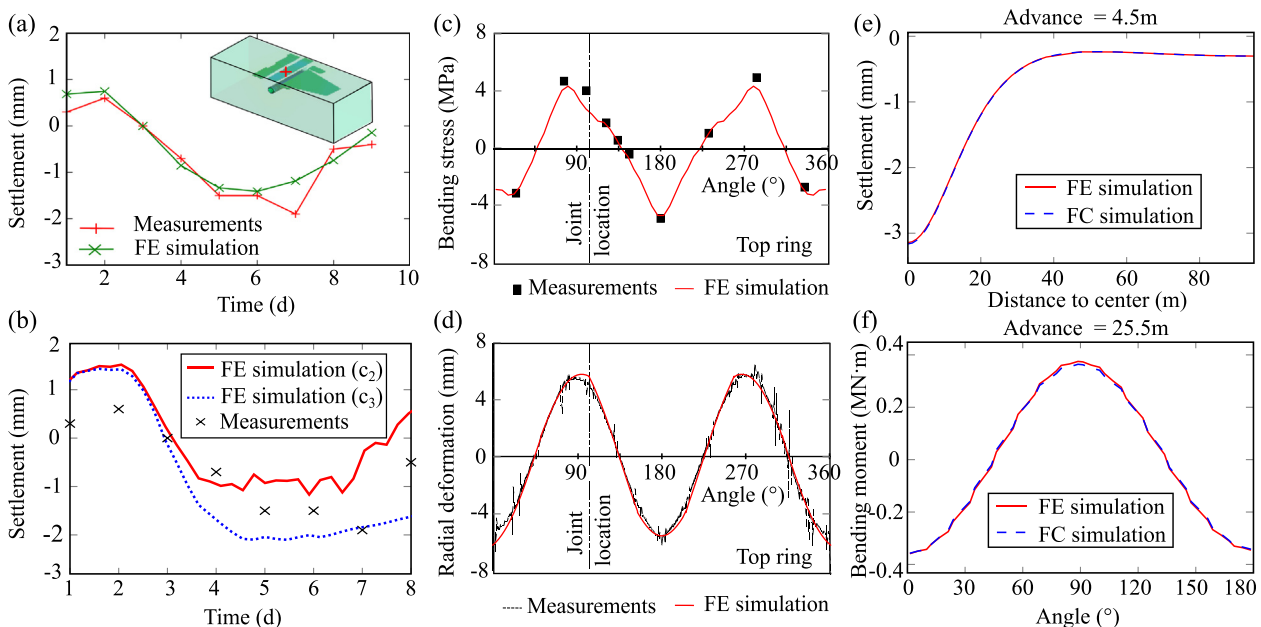 (a)
Settlement (mm)
2
1
0
-1
-2
-3
2
4
6
8
10
Time (d)
Measurements
FE simulation
(b)
Settlement (mm)
2
1
0
-1
-2
-3
1
2
3
4
5
6
7
8
Time (d)
FE simulation (c₂)
FE simulation (c₃)
Measurements
(c)
Bending stress (MPa)
8
4
0
-4
-8
90
180
270
360
Angle (°)
Joint
location
Top ring
Measurements
FE simulation
(d)
Radial deformation (mm)
8
4
0
-4
-8
90
180
270
360
Angle (°)
Joint
location
Top ring
Measurements
FE simulation
(e)
Advance = 4.5m
Settlement (mm)
0
-1
-2
-3
0
20
40
60
80
Distance to center (m)
FE simulation
FC simulation
(f)
Advance = 25.5m
Bending moment (MN·m)
0.4
0.2
0
-0.2
-0.4
0
30
60
90
120
150
180
Angle (°)
FE simulation
FC simulation